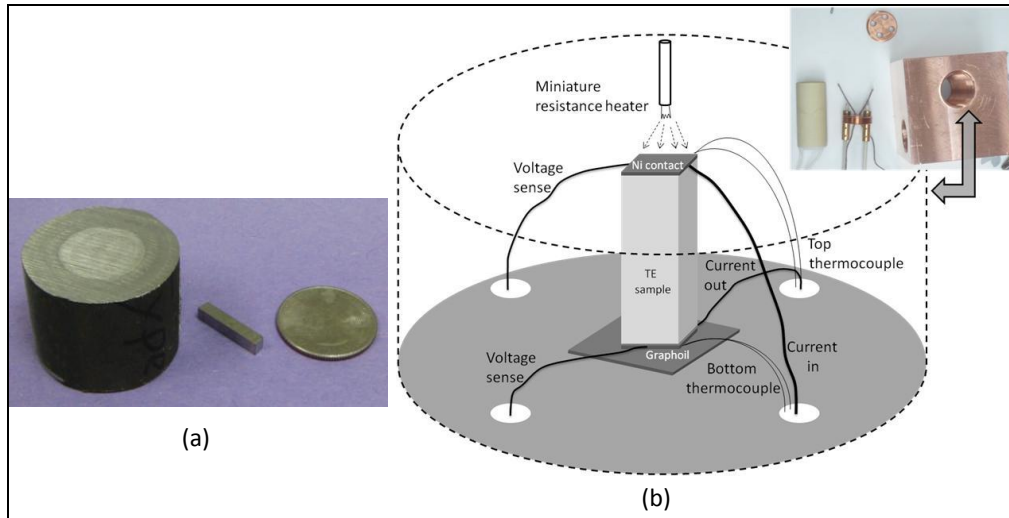 Miniature
resistance heater
Ni contact
Voltage
sense
Top
thermocouple
Current
out
TE
sample
Voltage
sense
Graphoil
Bottom
thermocouple
Current
in
(a)
(b)